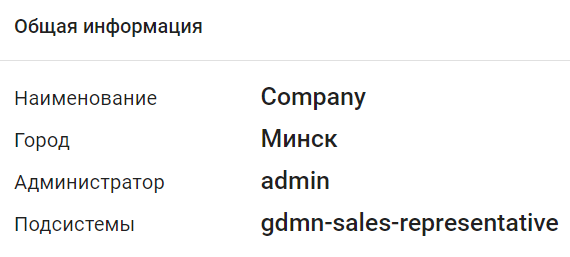 Общая информация
Наименование Company
Город Минск
Администратор admin
Подсистемы gdmn-sales-representative